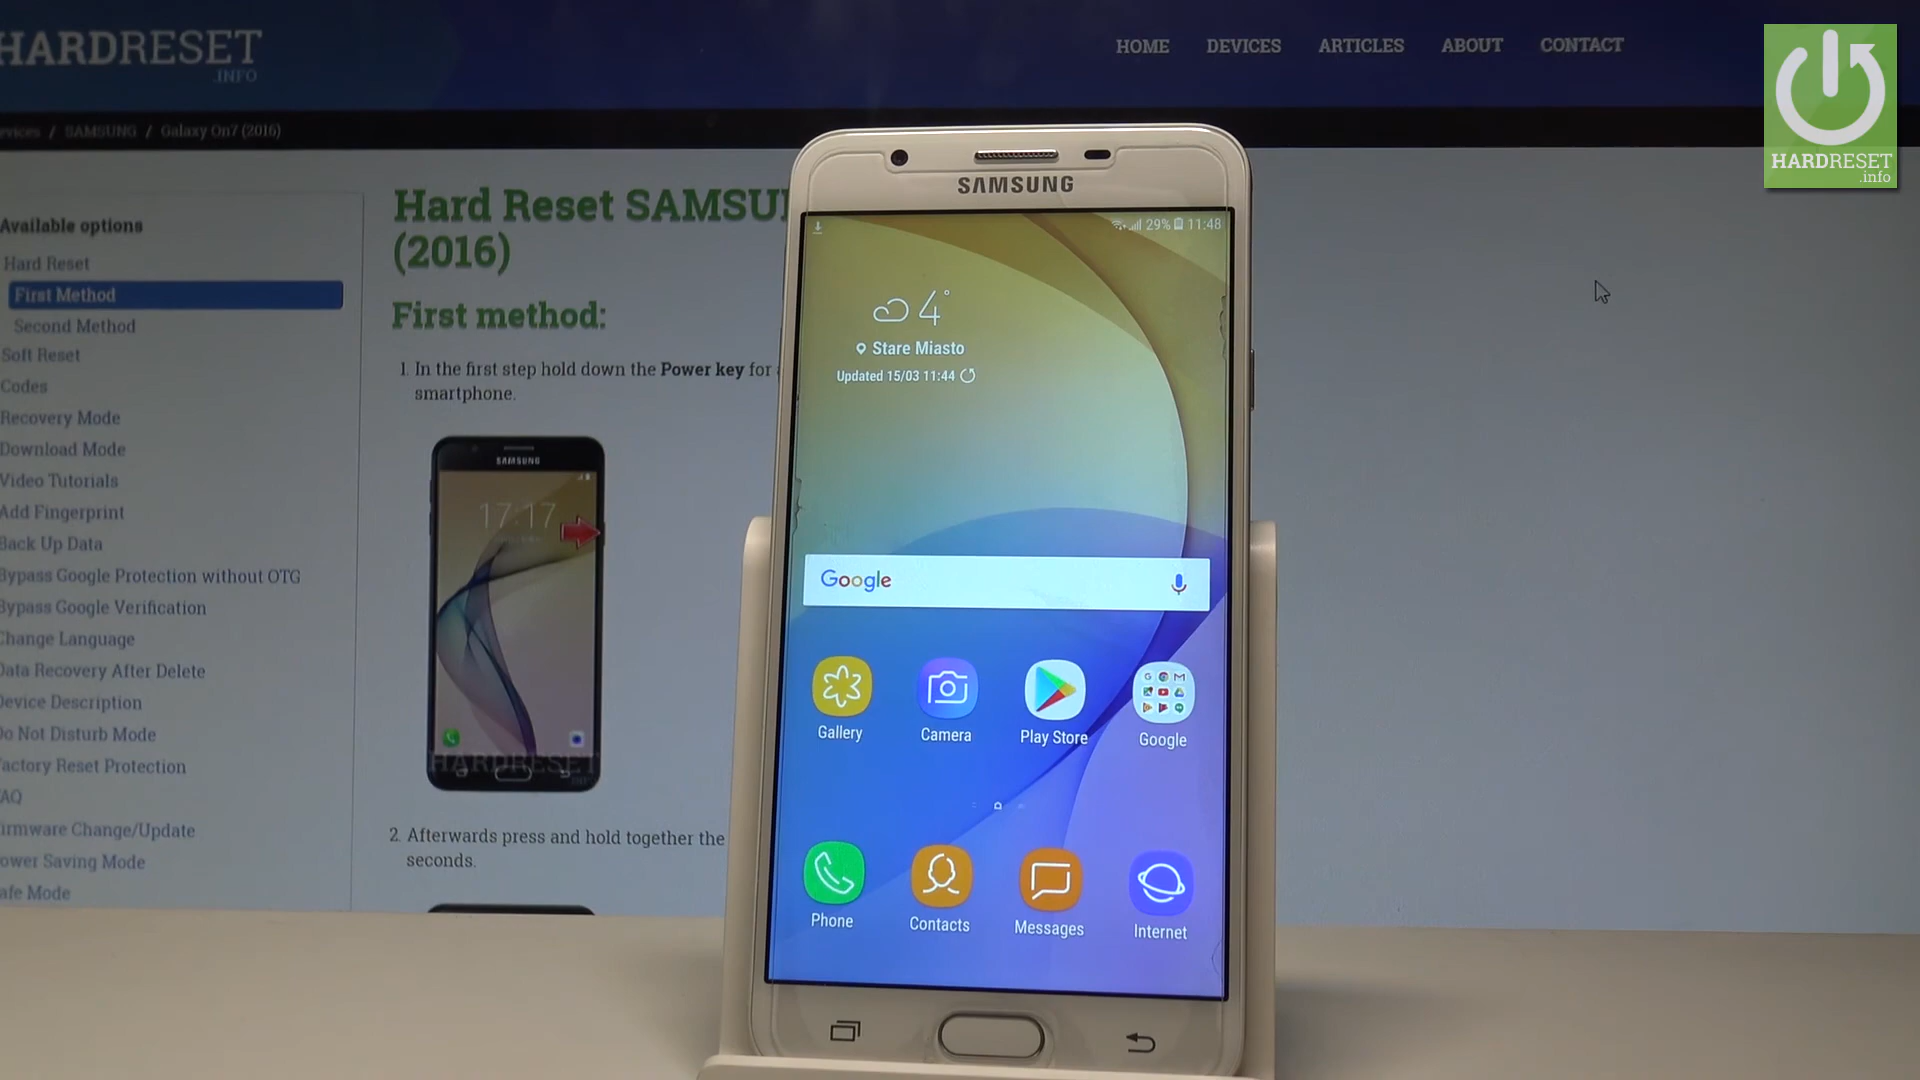 HARDRESET
.INFO
HOME DEVICES ARTICLES ABOUT CONTACT
HARDRESET
.info
/ SAMSUNG / Galaxy On7 (2016)
Available options
Hard Reset
First Method
Second Method
Soft Reset
Codes
Recovery Mode
Download Mode
Video Tutorials
Add Fingerprint
Back Up Data
Bypass Google Protection without OTG
Bypass Google Verification
Change Language
Data Recovery After Delete
Device Description
Do Not Disturb Mode
Factory Reset Protection
FAQ
Firmware Change/Update
Power Saving Mode
Safe Mode
Hard Reset SAMSU
(2016)
First method:
1. In the first step hold down the Power key for
smartphone.
SAMSUNG
17:17
HARDRESET
2. Afterwards press and hold together the
seconds.
SAMSUNG
29% 11:48
4°
Stare Miasto
Updated 15/03 11:44
Google
Gallery Camera Play Store Google
Phone Contacts Messages Internet